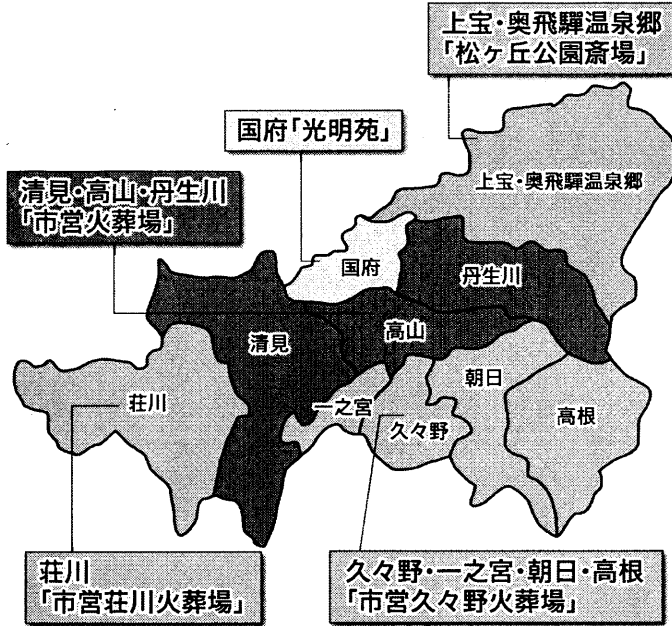 上宝・奥飛驒温泉郷
「松ヶ丘公園斎場」
国府「光明苑」
清見・高山・丹生川
「市営火葬場」
上宝・奥飛驒温泉郷
国府
丹生川
高山
清見
朝日
荘川
一之宮
久々野
高根
荘川
「市営荘川火葬場」
久々野・一之宮・朝日・高根
「市営久々野火葬場」